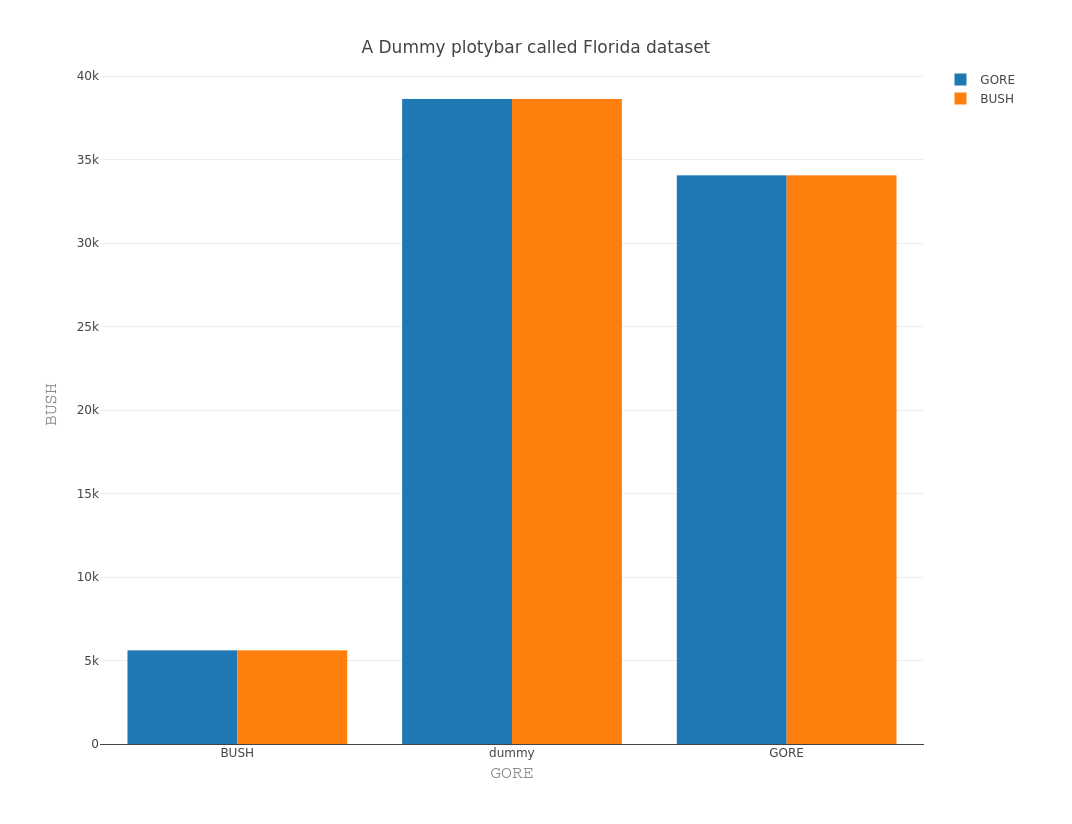 A Dummy plotybar called Florida dataset
GORE
BUSH
40k
35k
30k
25k
20k
15k
10k
5k
0
BUSH
BUSH
dummy
GORE
GORE